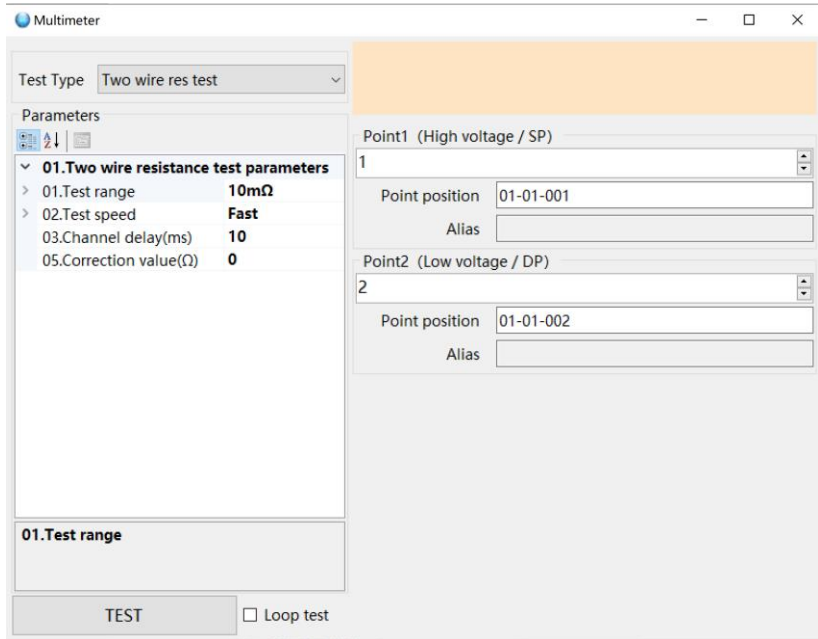 Multimeter
Test Type Two wire res test
Parameters
01.Two wire resistance test parameters
01.Test range 10mΩ
02.Test speed Fast
03.Channel delay(ms) 10
05.Correction value(Ω) 0
01.Test range
TEST Loop test
Point1 (High voltage / SP)
1
Point position 01-01-001
Alias
Point2 (Low voltage / DP)
2
Point position 01-01-002
Alias